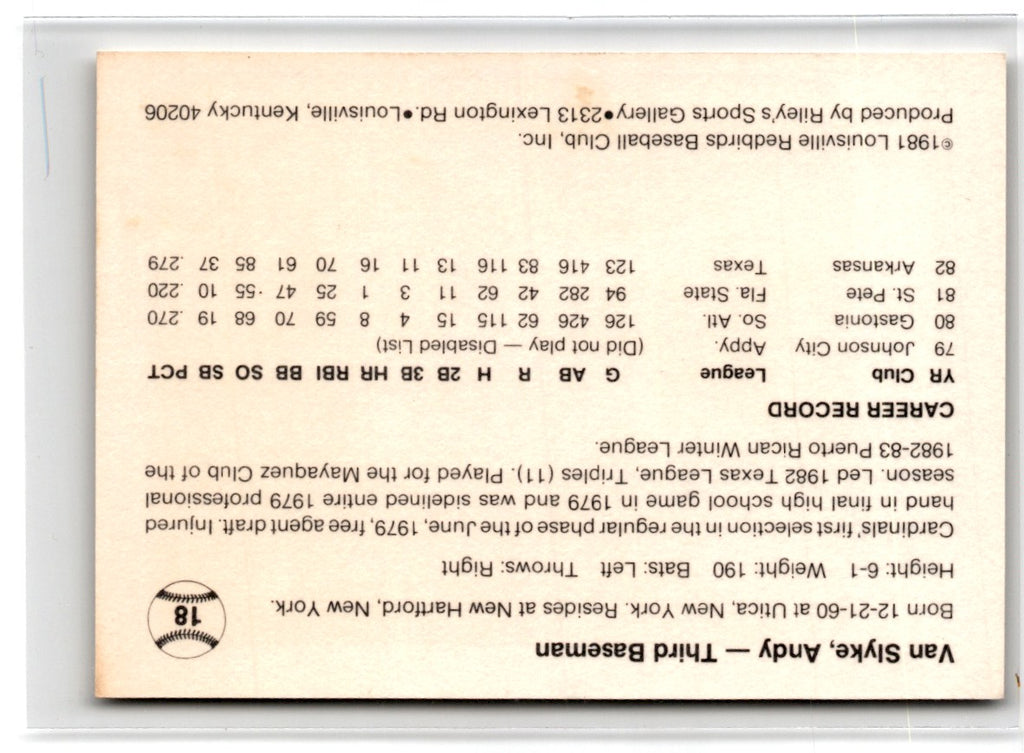 Van Slyke, Andy — Third Baseman
18
Born 12-21-60 at Utica, New York. Resides at New Hartford, New York.
Height: 6-1 Weight: 190 Bats: Left Throws: Right
Cardinals' first selection in the regular phase of the June, 1979, free agent draft. Injured
hand in final high school game in 1979 and was sidelined entire 1979 professional
season. Led 1982 Texas League, Triples (11). Played for the Mayaquez Club of the
1982-83 Puerto Rican Winter League.
CAREER RECORD
YR Club League G AB R H 2B 3B HR RBI BB SO SB PCT
79 Johnson City Appy. (Did not play — Disabled List)
80 Gastonia So. Atl. 126 426 62 115 15 4 8 59 70 68 19 .270
81 St. Pete Fla. State 94 282 42 62 11 3 1 25 47 ·55 10 .220
82 Arkansas Texas 123 416 83 116 13 11 16 70 61 85 37 .279
©1981 Louisville Redbirds Baseball Club, Inc.
Produced by Riley's Sports Gallery•2313 Lexington Rd.•Louisville, Kentucky 40206